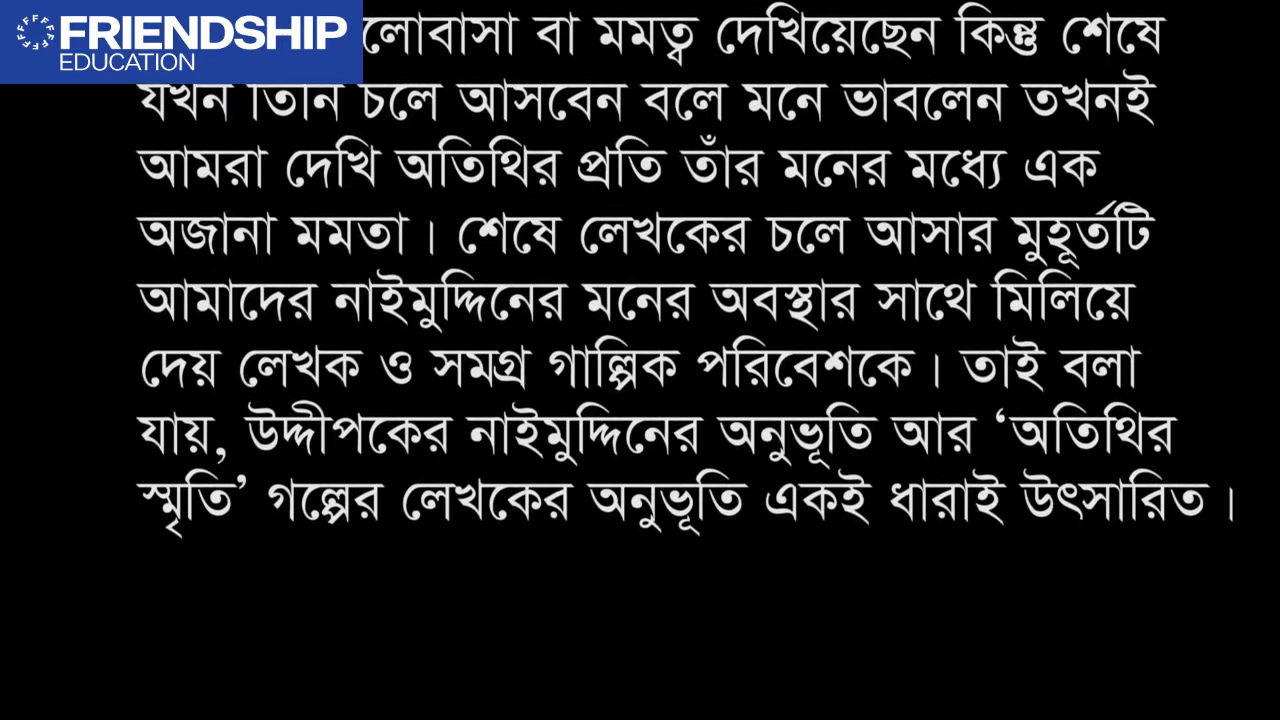 FRIENDSHIP
EDUCATION
লোবাসা বা মমত্ব দেখিয়েছেন কিন্তু শেষে
যখন তিনি চলে আসবেন বলে মনে ভাবলেন তখনই
আমরা দেখি অতিথির প্রতি তাঁর মনের মধ্যে এক
অজানা মমতা। শেষে লেখকের চলে আসার মুহূর্তটি
আমাদের নাইমুদ্দিনের মনের অবস্থার সাথে মিলিয়ে
দেয় লেখক ও সমগ্র গাল্পিক পরিবেশকে। তাই বলা
যায়, উদ্দীপকের নাইমুদ্দিনের অনুভূতি আর ‘অতিথির
স্মৃতি’ গল্পের লেখকের অনুভূতি একই ধারাই উৎসারিত।